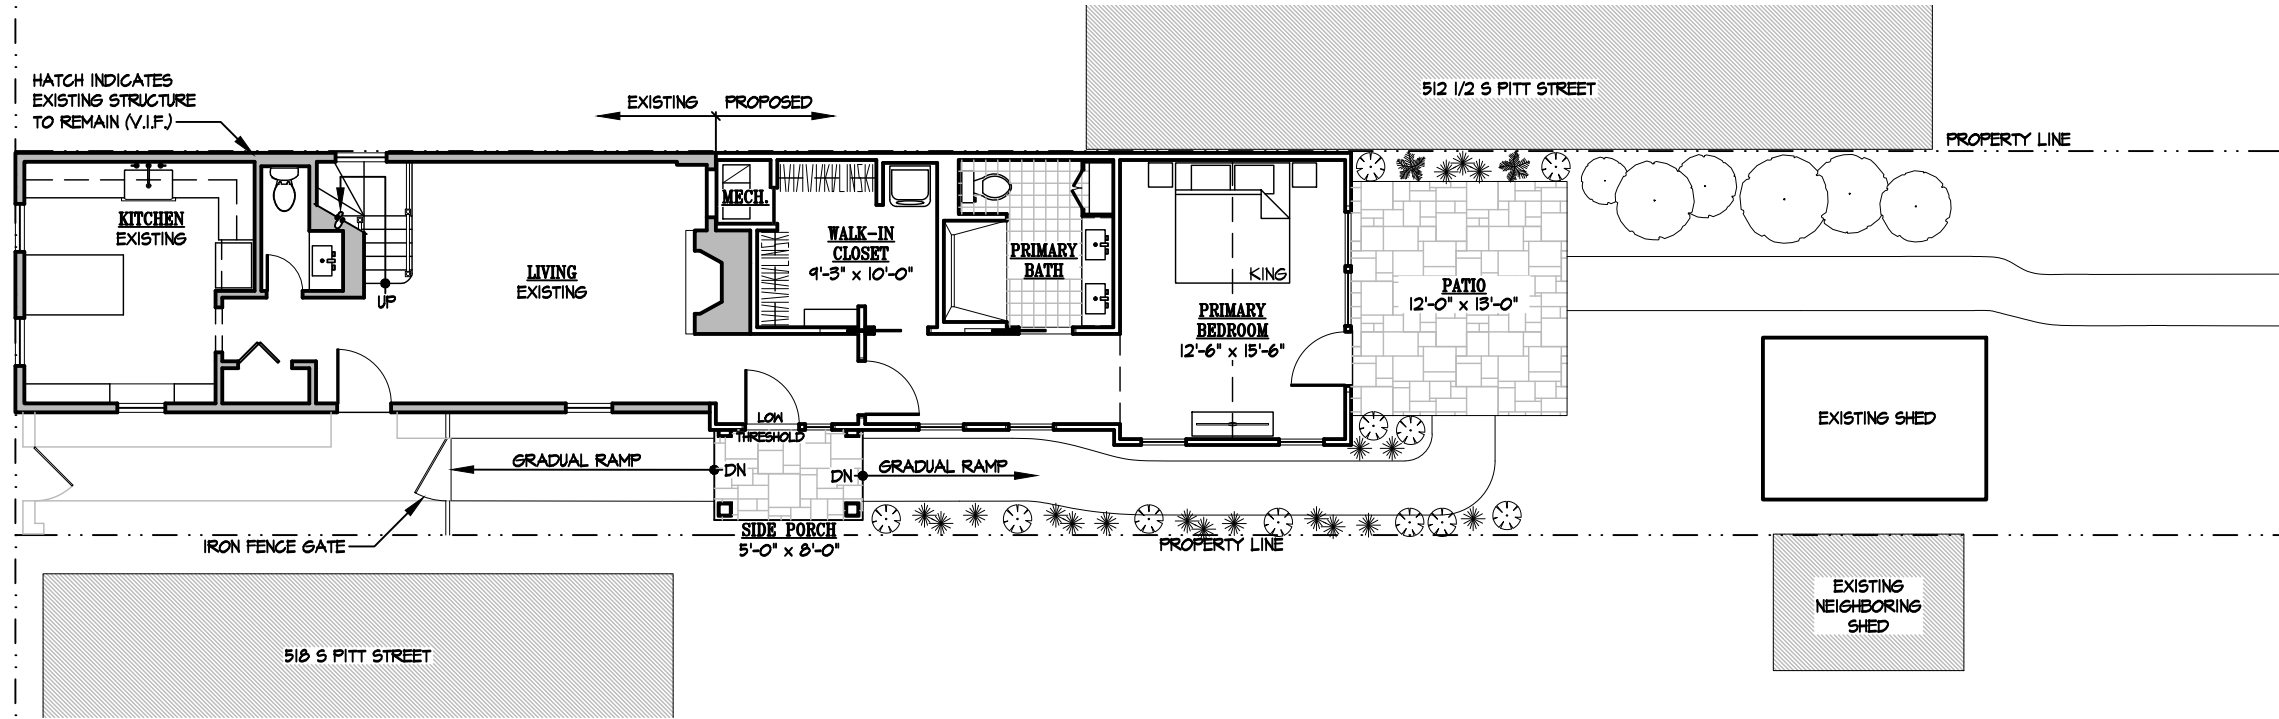 512 1/2 S PITT STREET
HATCH INDICATES
EXISTING STRUCTURE
TO REMAIN (V.I.F.)
EXISTING
PROPOSED
PROPERTY LINE
KITCHEN
EXISTING
UP
LIVING
EXISTING
MECH.
WALK-IN
CLOSET
9'-3" x 10'-0"
PRIMARY
BATH
KING
PRIMARY
BEDROOM
12'-6" x 15'-6"
PATIO
12'-0" x 13'-0"
EXISTING SHED
LOW
THRESHOLD
GRADUAL RAMP
DN
DN
GRADUAL RAMP
IRON FENCE GATE
SIDE PORCH
5'-0" x 8'-0"
PROPERTY LINE
518 S PITT STREET
EXISTING
NEIGHBORING
SHED